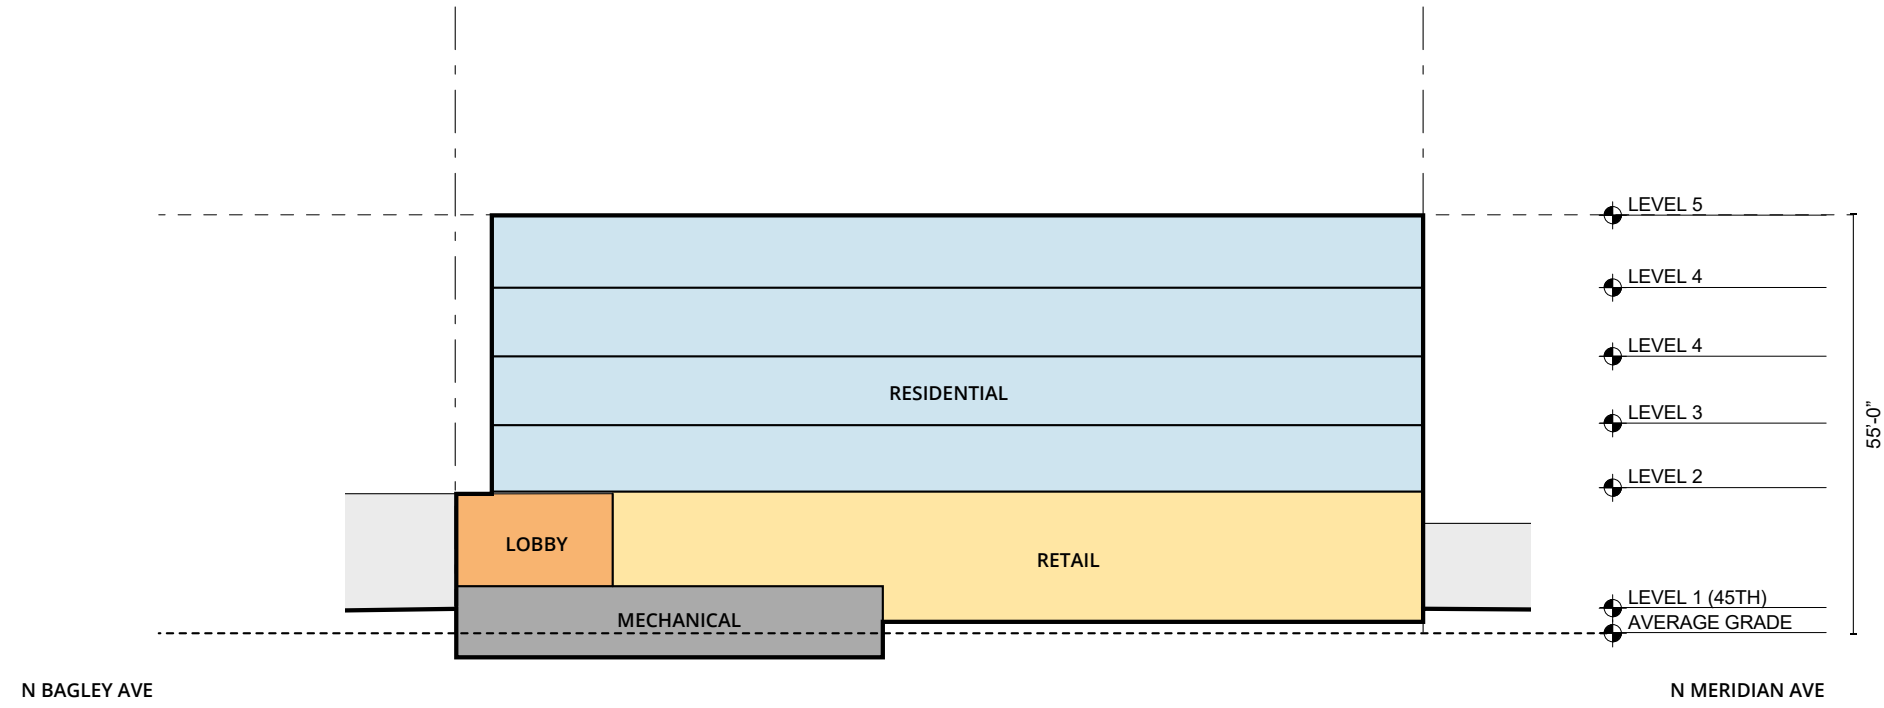 LEVEL 5
LEVEL 4
LEVEL 4
RESIDENTIAL
LEVEL 3
55'-0”
LEVEL 2
LOBBY
RETAIL
LEVEL 1 (45TH)
MECHANICAL
AVERAGE GRADE
N BAGLEY AVE
N MERIDIAN AVE